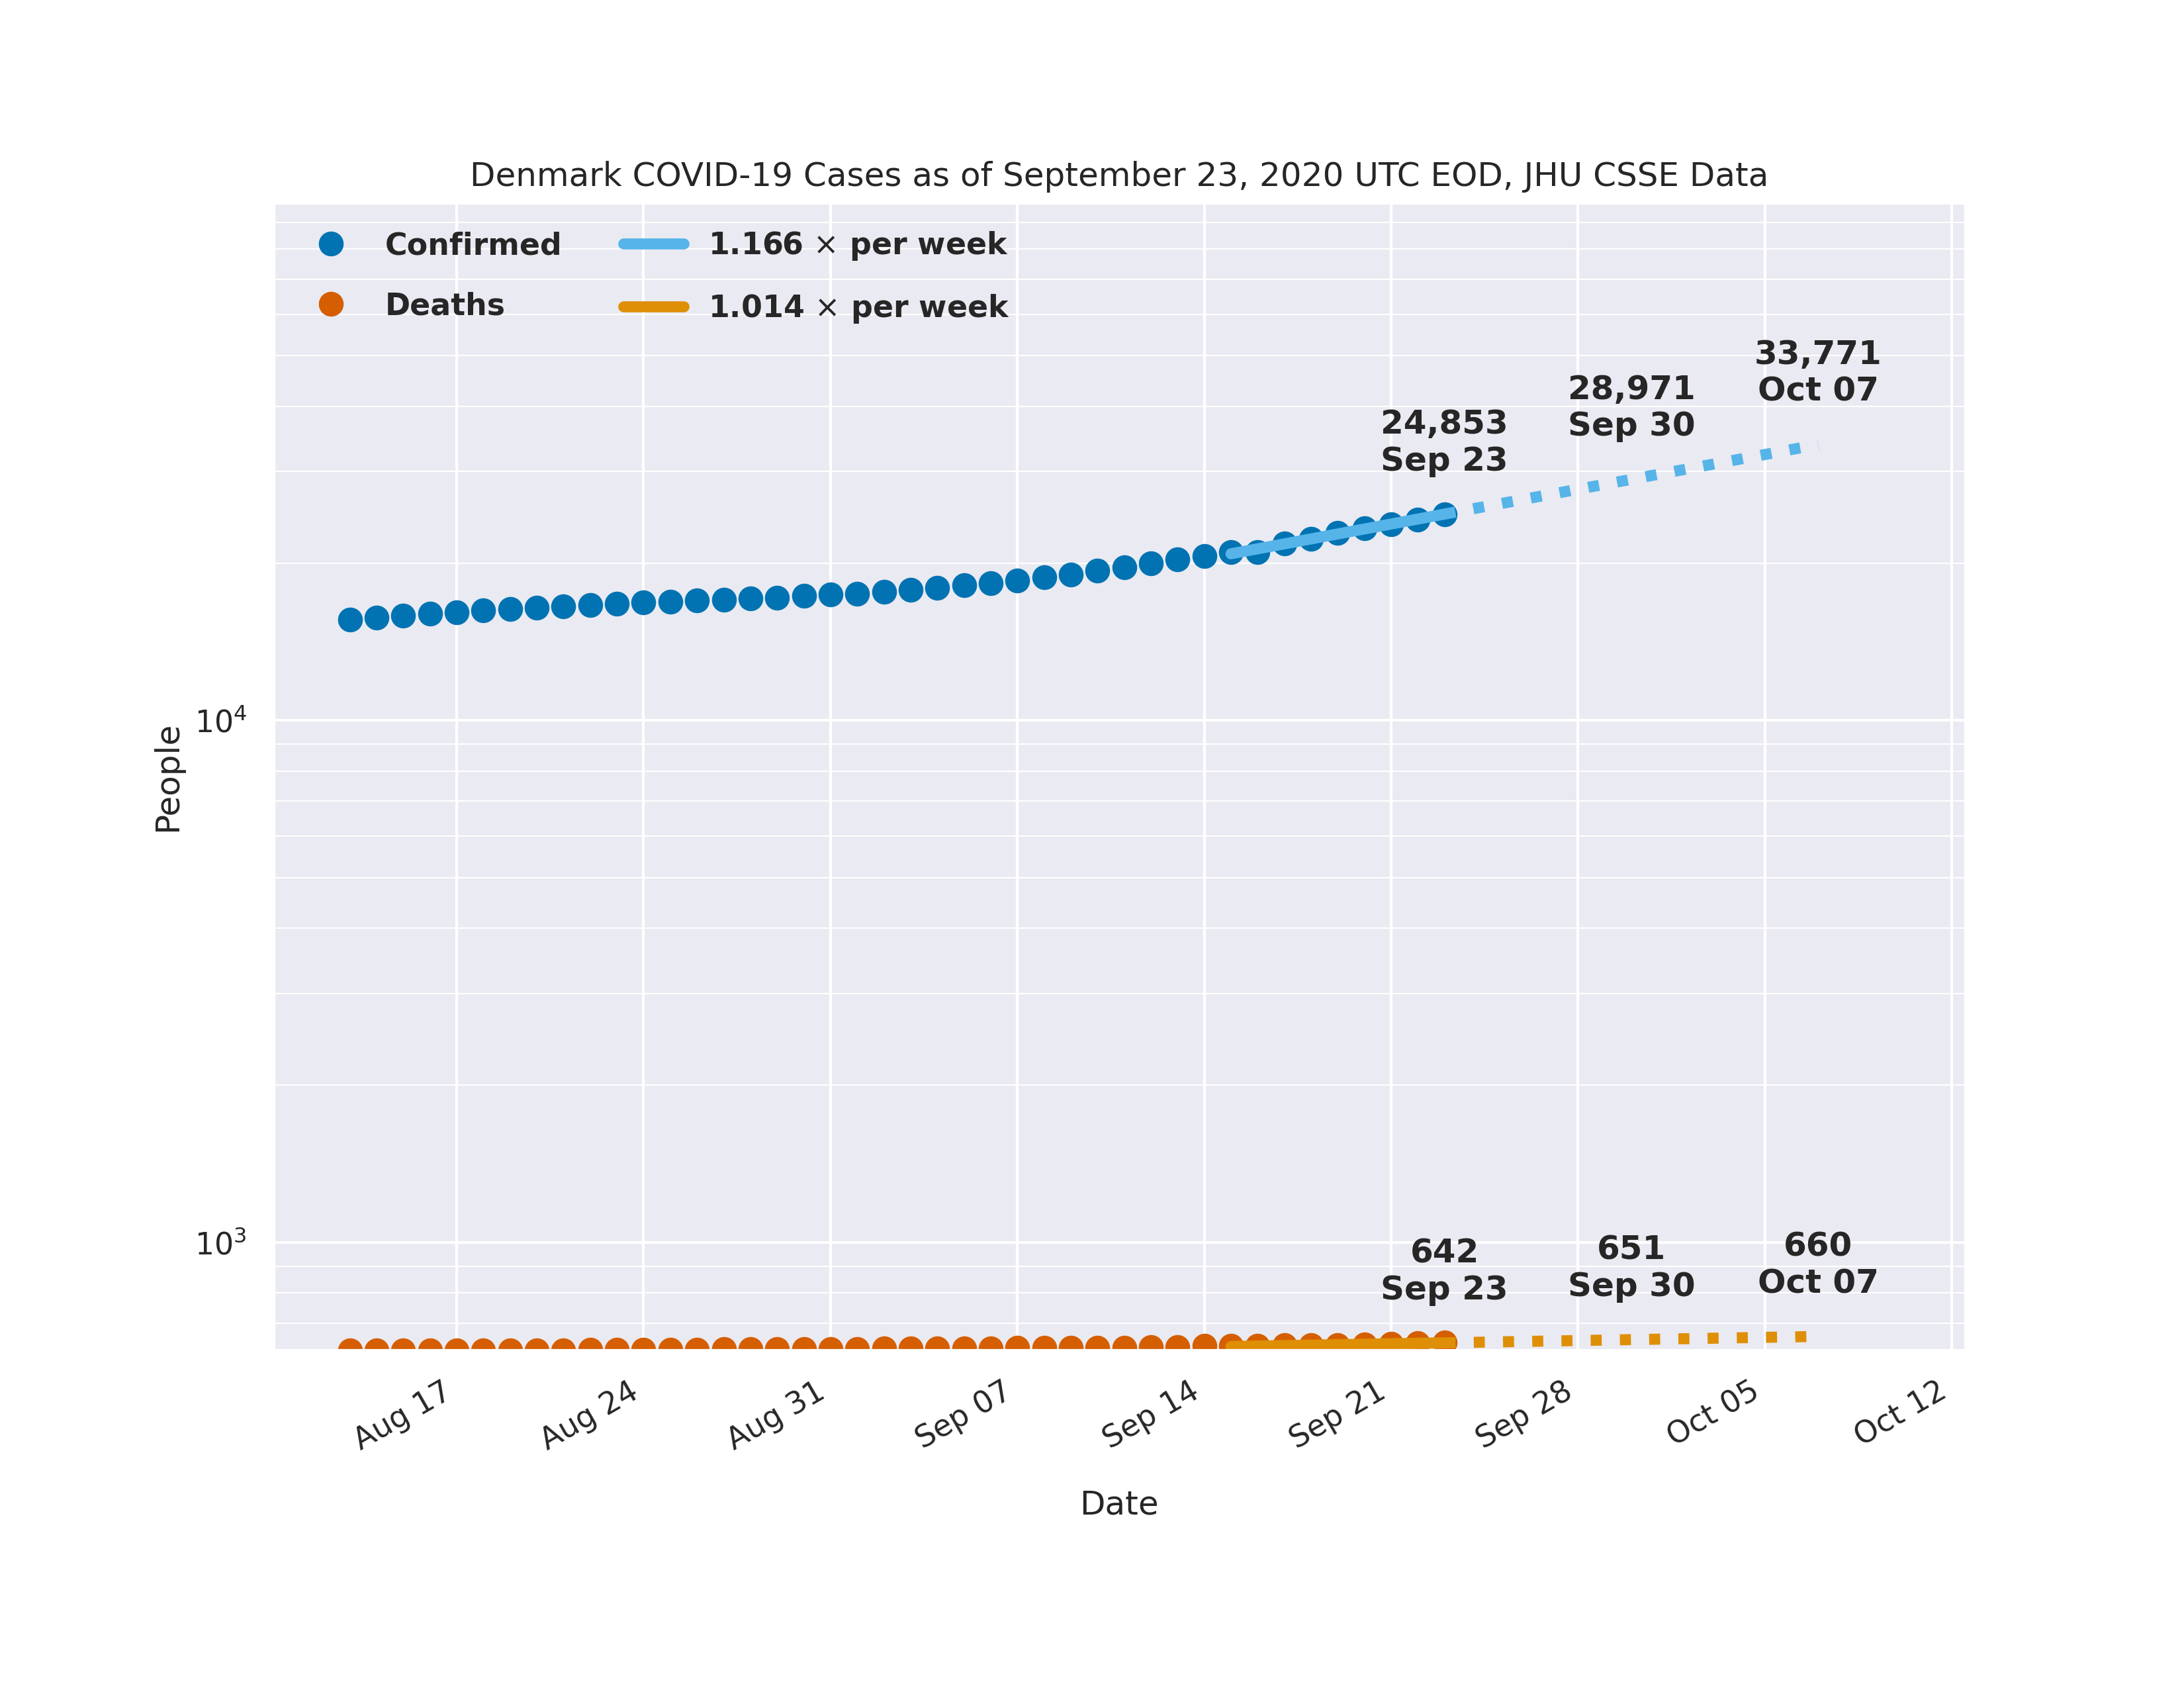 Denmark COVID-19 Cases as of September 23, 2020 UTC EOD, JHU CSSE Data
Confirmed
Deaths
1.166 × per week
1.014 × per week
33,771
Oct 07
28,971
Sep 30
24,853
Sep 23
10⁴
People
10³
642
Sep 23
651
Sep 30
660
Oct 07
Aug 17
Aug 24
Aug 31
Sep 07
Sep 14
Sep 21
Sep 28
Oct 05
Oct 12
Date